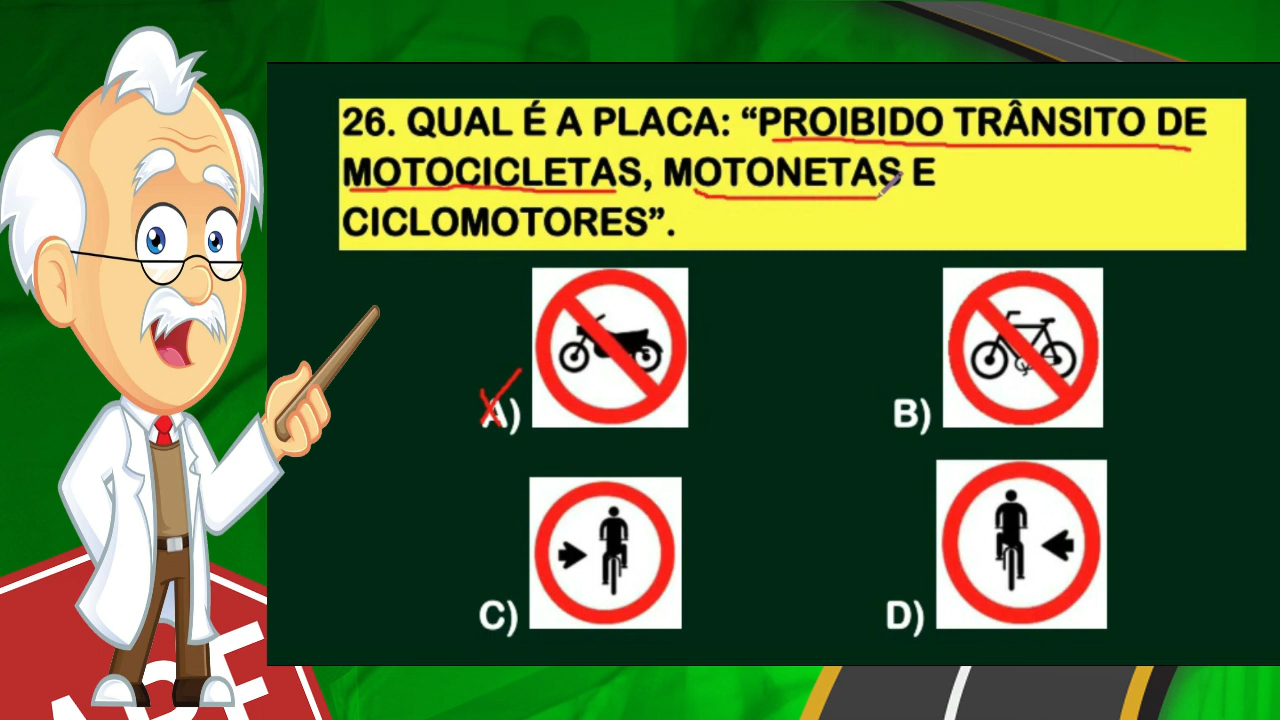 26. QUAL É A PLACA: “PROIBIDO TRÂNSITO DE
MOTOCICLETAS, MOTONETAS E
CICLOMOTORES”.
A)
B)
C)
D)